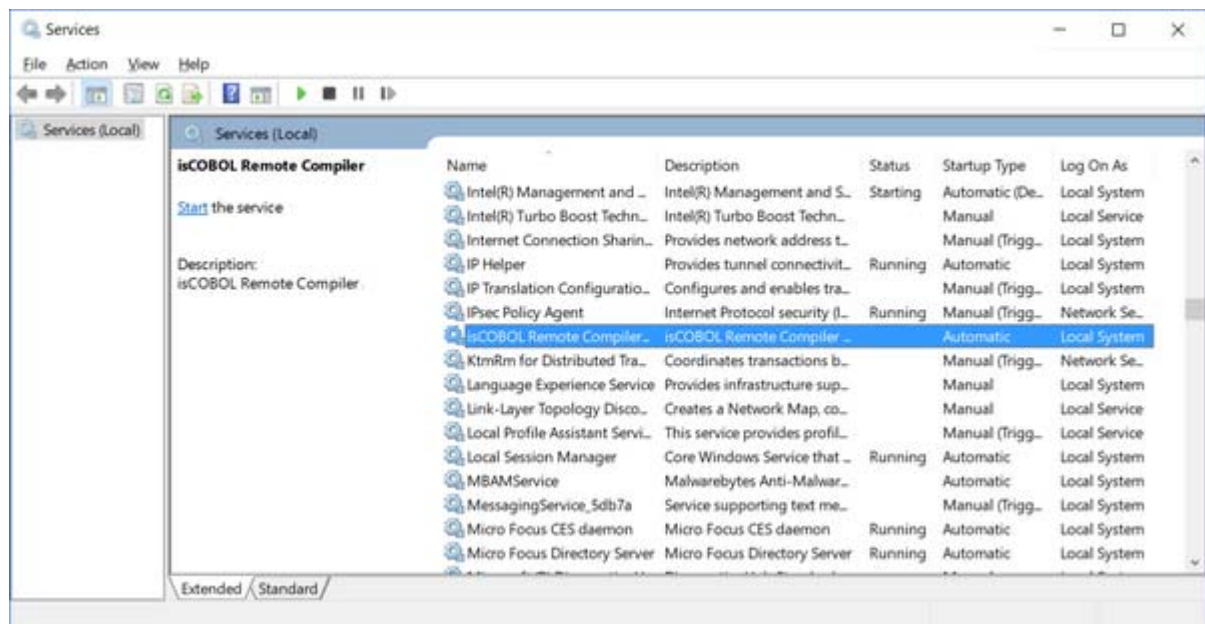 Services
File Action View Help
Services (Local)
Services (Local)
isCOBOL Remote Compiler
Start the service
Description:
isCOBOL Remote Compiler
Name Description Status Startup Type Log On As
Intel(R) Management and ... Intel(R) Management and S... Starting Automatic (De... Local System
Intel(R) Turbo Boost Techn... Intel(R) Turbo Boost Techn... Manual Local Service
Internet Connection Sharin... Provides network address t... Manual (Trigg... Local System
IP Helper Provides tunnel connectivit... Running Automatic Local System
IP Translation Configuratio... Configures and enables tra... Manual (Trigg... Local System
IPsec Policy Agent Internet Protocol security (I... Running Manual (Trigg... Network Se...
isCOBOL Remote Compiler... isCOBOL Remote Compiler ... Automatic Local System
KtmRm for Distributed Tra... Coordinates transactions b... Manual (Trigg... Network Se...
Language Experience Service Provides infrastructure sup... Manual Local System
Link-Layer Topology Disco... Creates a Network Map, co... Manual Local Service
Local Profile Assistant Servi... This service provides profil... Manual (Trigg... Local Service
Local Session Manager Core Windows Service that ... Running Automatic Local System
MBAMService Malwarebytes Anti-Malwar... Automatic Local System
MessagingService_5db7a Service supporting text me... Manual (Trigg... Local System
Micro Focus CES daemon Micro Focus CES daemon Running Automatic Local System
Micro Focus Directory Server Micro Focus Directory Server Running Automatic Local System
Extended Standard